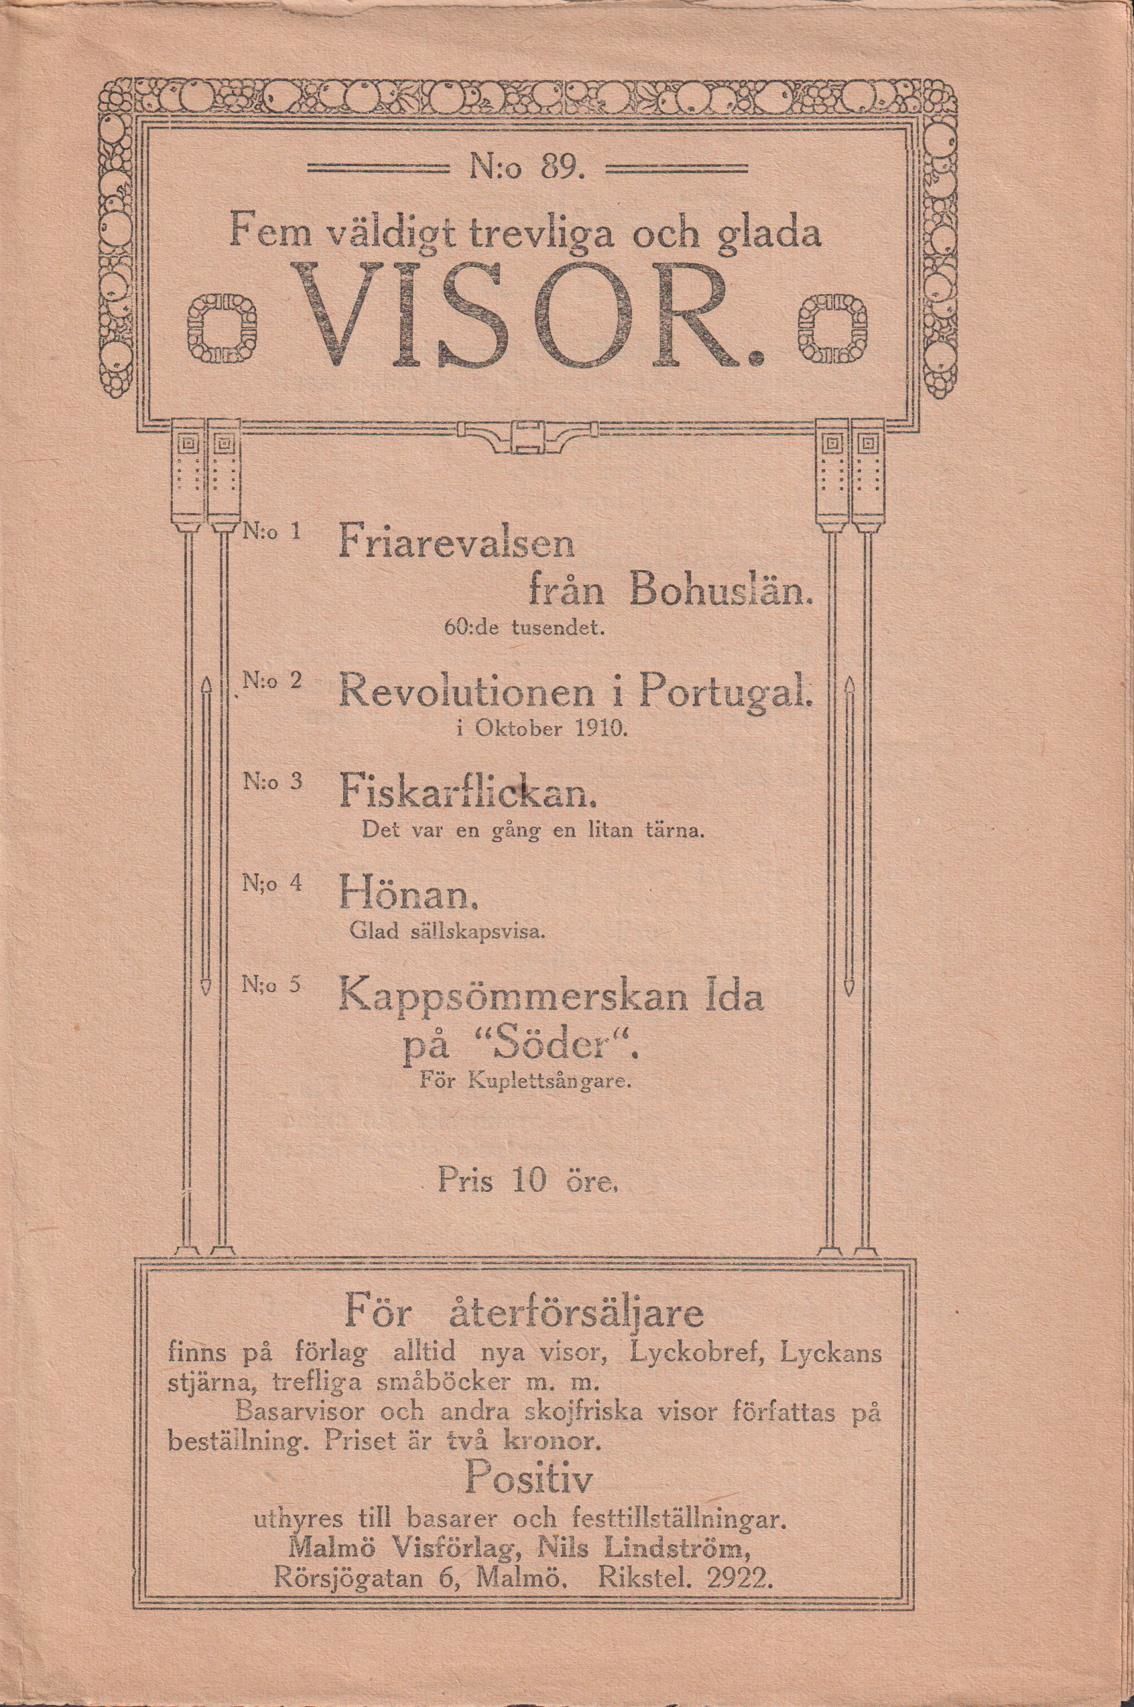 N:o 89.
Fem väldigt trevliga och glada
VISOR.
N:o 1 Friarevalsen
från Bohuslän.
60:de tusendet.
N:o 2 Revolutionen i Portugal.
i Oktober 1910.
N:o 3 Fiskarflickan.
Det var en gång en litan tärna.
N;o 4 Hönan.
Glad sällskapsvisa.
N;o 5 Kappsömmerskan Ida
på “Söder“.
För Kuplettsångare.
Pris 10 öre.
För återförsäljare
finns på förlag alltid nya visor, Lyckobref, Lyckans
stjärna, trefliga småböcker m. m.
Basarvisor och andra skojfriska visor författas på
beställning. Priset är två kronor.
Positiv
uthyres till basarer och festtillställningar.
Malmö Visförlag, Nils Lindström,
Rörsjögatan 6, Malmö. Rikstel. 2922.